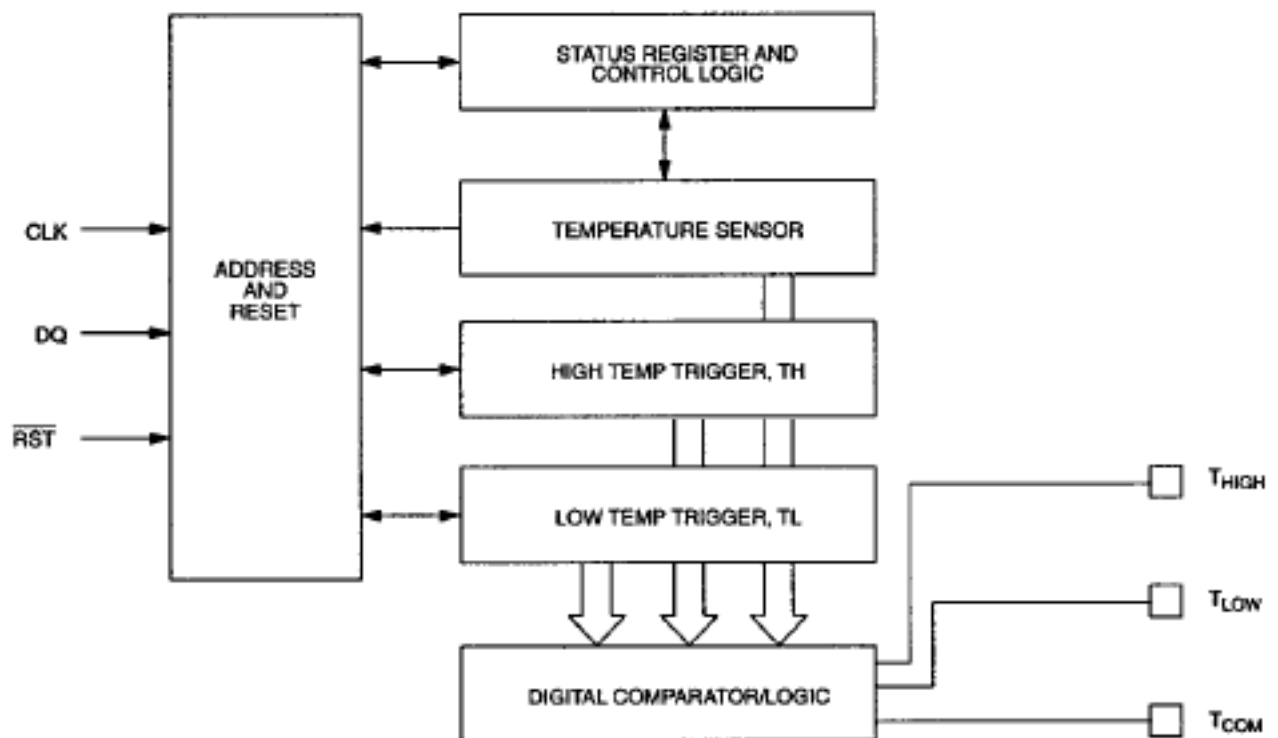 STATUS REGISTER AND
CONTROL LOGIC
TEMPERATURE SENSOR
CLK
ADDRESS
AND
RESET
DQ
HIGH TEMP TRIGGER, TH
RST
LOW TEMP TRIGGER, TL
THIGH
TLOW
DIGITAL COMPARATOR/LOGIC
TCOM